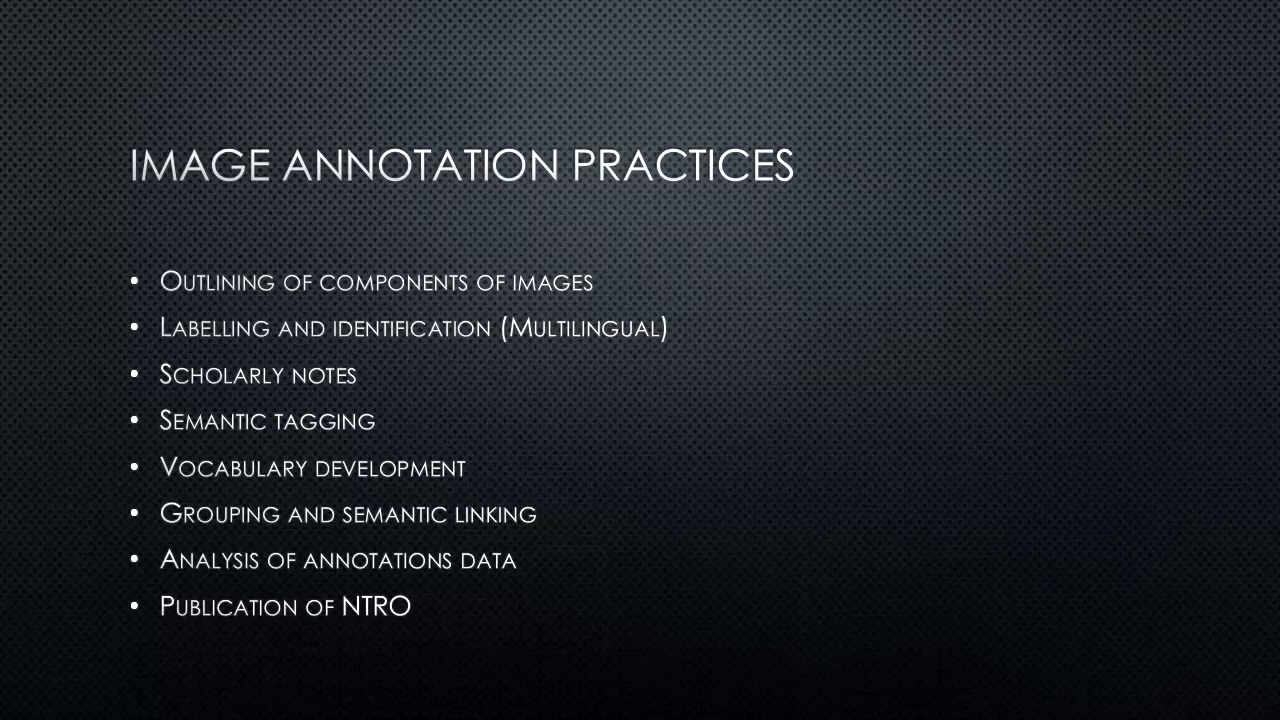 IMAGE ANNOTATION PRACTICES
• Outlining of components of images
• Labelling and identification (Multilingual)
• Scholarly notes
• Semantic tagging
• Vocabulary development
• Grouping and semantic linking
• Analysis of annotations data
• Publication of NTRO